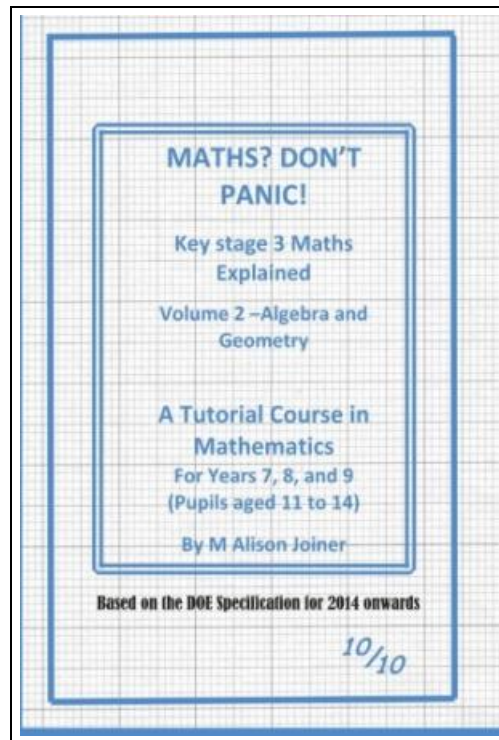 MATHS? DON'T
PANIC!
Key stage 3 Maths
Explained
Volume 2 –Algebra and
Geometry
A Tutorial Course in
Mathematics
For Years 7, 8, and 9
(Pupils aged 11 to 14)
By M Alison Joiner
Based on the DOE Specification for 2014 onwards
10/10